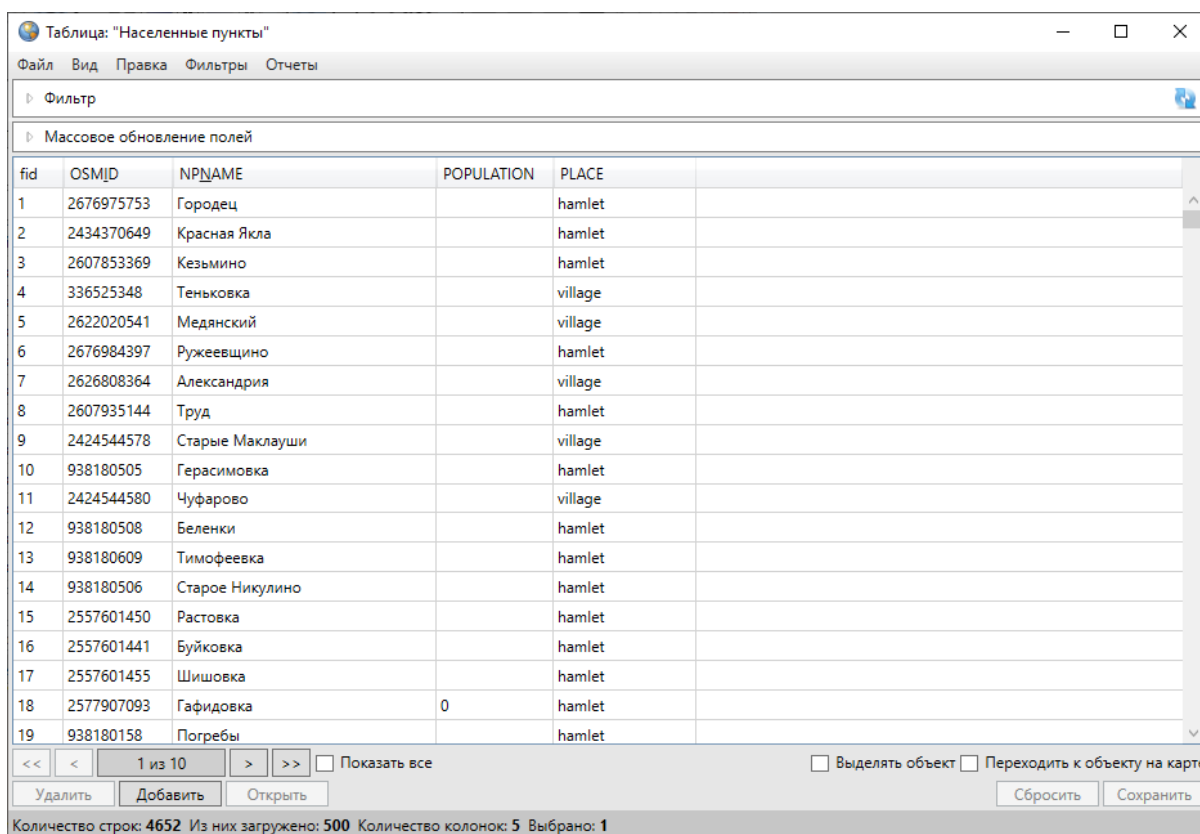 Таблица: "Населенные пункты"
Файл Вид Правка Фильтры Отчеты
Фильтр
Массовое обновление полей
fid OSMID NPNAME POPULATION PLACE
1 2676975753 Городец hamlet
2 2434370649 Красная Якла hamlet
3 2607853369 Кезьмино hamlet
4 336525348 Теньковка village
5 2622020541 Медянский village
6 2676984397 Ружеевщино hamlet
7 2626808364 Александрия village
8 2607935144 Труд hamlet
9 2424544578 Старые Маклауши village
10 938180505 Герасимовка hamlet
11 2424544580 Чуфарово village
12 938180508 Беленки hamlet
13 938180609 Тимофеевка hamlet
14 938180506 Старое Никулино hamlet
15 2557601450 Растовка hamlet
16 2557601441 Буйковка hamlet
17 2557601455 Шишовка hamlet
18 2577907093 Гафидовка 0 hamlet
19 938180158 Погребы hamlet
<< < 1 из 10 > >> Показать все Выделять объект Переходить к объекту на карт
Удалить Добавить Открыть Сбросить Сохранить
Количество строк: 4652 Из них загружено: 500 Количество колонок: 5 Выбрано: 1